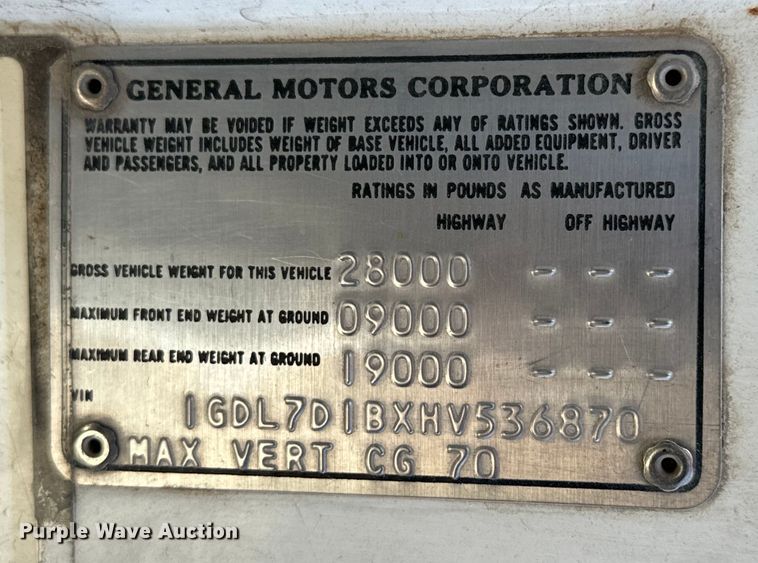 GENERAL MOTORS CORPORATION
WARRANTY MAY BE VOIDED IF WEIGHT EXCEEDS ANY OF RATINGS SHOWN. GROSS
VEHICLE WEIGHT INCLUDES WEIGHT OF BASE VEHICLE, ALL ADDED EQUIPMENT, DRIVER
AND PASSENGERS, AND ALL PROPERTY LOADED INTO OR ONTO VEHICLE.
RATINGS IN POUNDS AS MANUFACTURED
HIGHWAY OFF HIGHWAY
GROSS VEHICLE WEIGHT FOR THIS VEHICLE 28000 - - -
MAXIMUM FRONT END WEIGHT AT GROUND 09000 - - -
MAXIMUM REAR END WEIGHT AT GROUND 19000 - - -
VIN
1GDL7D1BXHV536870
MAX VERT CG 70
Purple Wave Auction